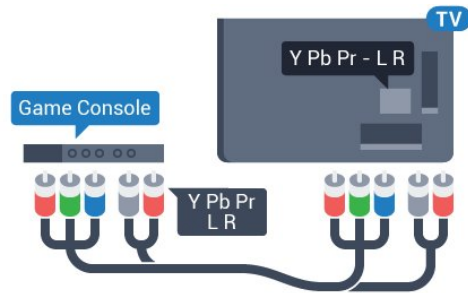 TV
Y Pb Pr - L R
Game Console
Y Pb Pr
L R